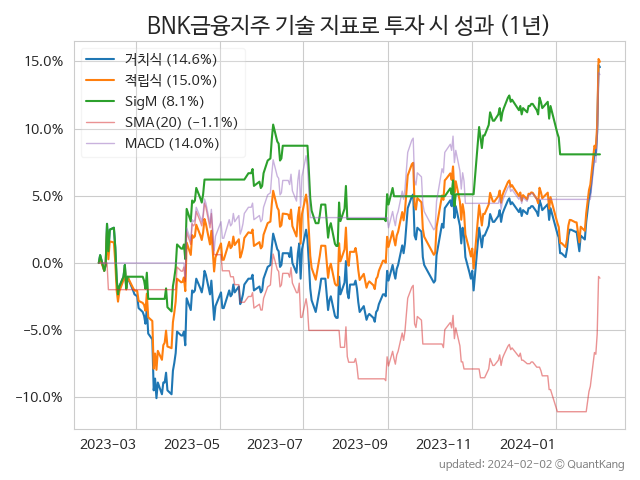 BNK금융지주 기술 지표로 투자 시 성과 (1년)
거치식 (14.6%)
적립식 (15.0%)
SigM (8.1%)
SMA(20) (−1.1%)
MACD (14.0%)
15.0%
10.0%
5.0%
0.0%
−5.0%
−10.0%
2023-03 2023-05 2023-07 2023-09 2023-11 2024-01
updated: 2024-02-02 © QuantKang